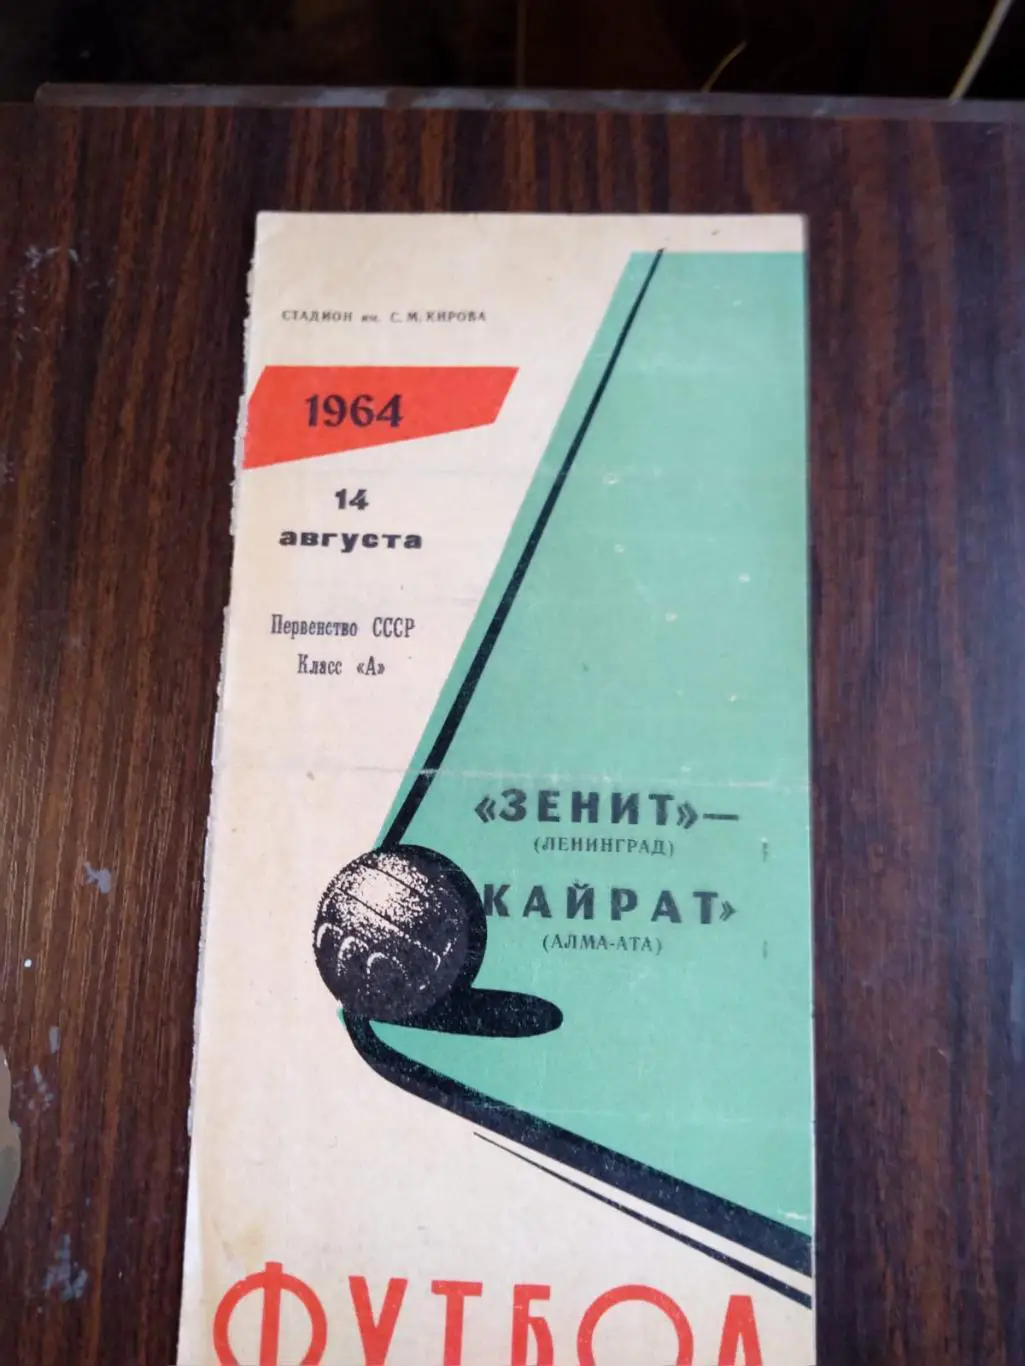 СТАДИОН им. С. М. КИРОВА
1964
14
августа
Первенство СССР
Класс «А»
«ЗЕНИТ»—
(ЛЕНИНГРАД)
КАЙРАТ»
(АЛМА-АТА)
ФУТБОЛ